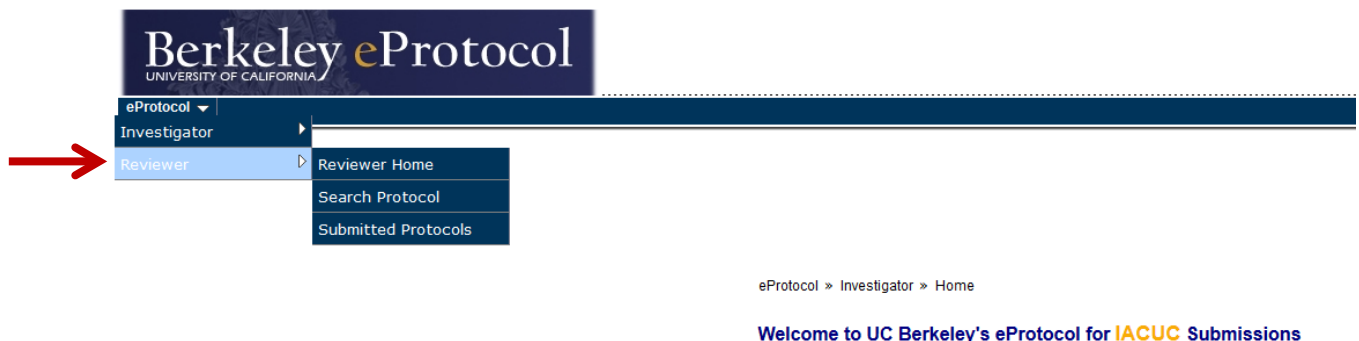 Berkeley eProtocol
UNIVERSITY OF CALIFORNIA
eProtocol
Investigator
Reviewer
Reviewer Home
Search Protocol
Submitted Protocols
eProtocol » Investigator » Home
Welcome to UC Berkeley's eProtocol for IACUC Submissions